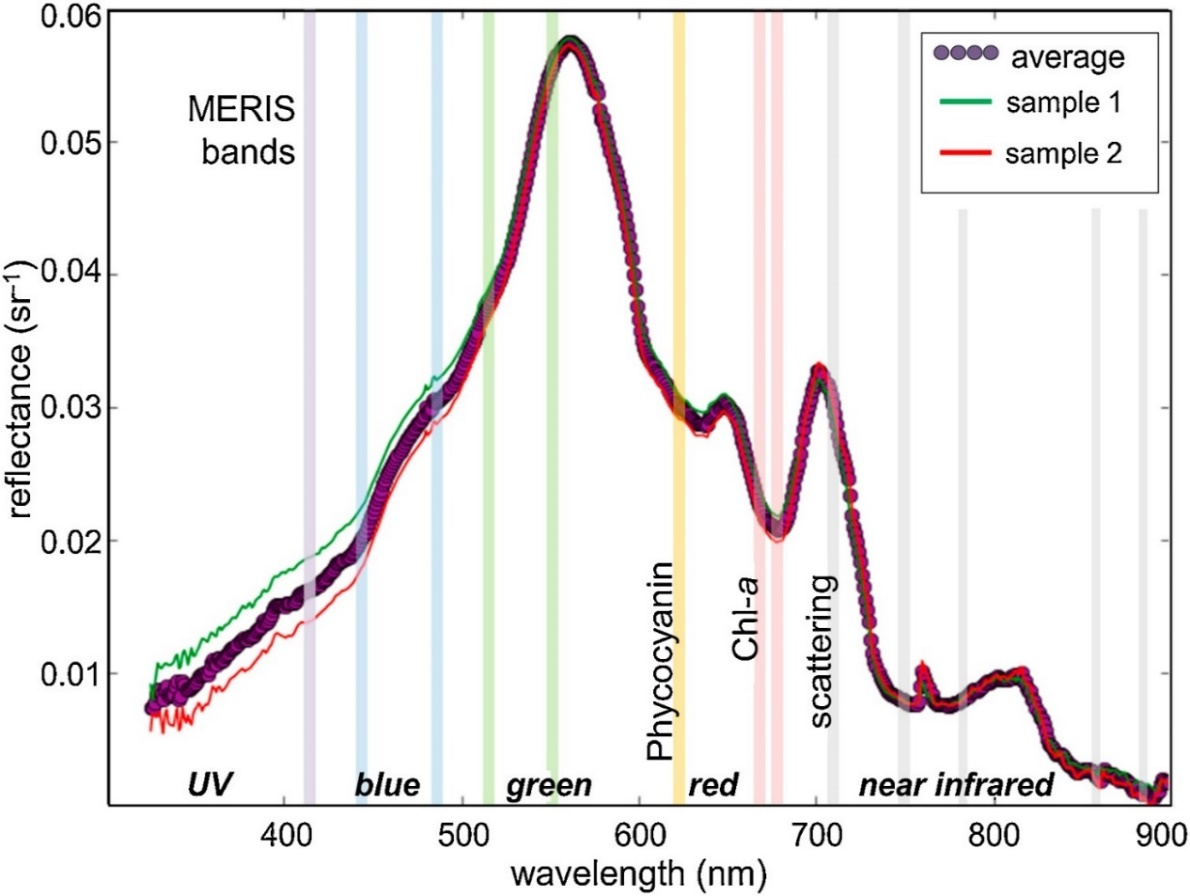 0.06
0.05
0.04
0.03
0.02
0.01
reflectance (sr⁻¹)
MERIS
bands
average
sample 1
sample 2
Phycocyanin
Chl-a
scattering
UV
blue
green
red
near infrared
400
500
600
700
800
900
wavelength (nm)